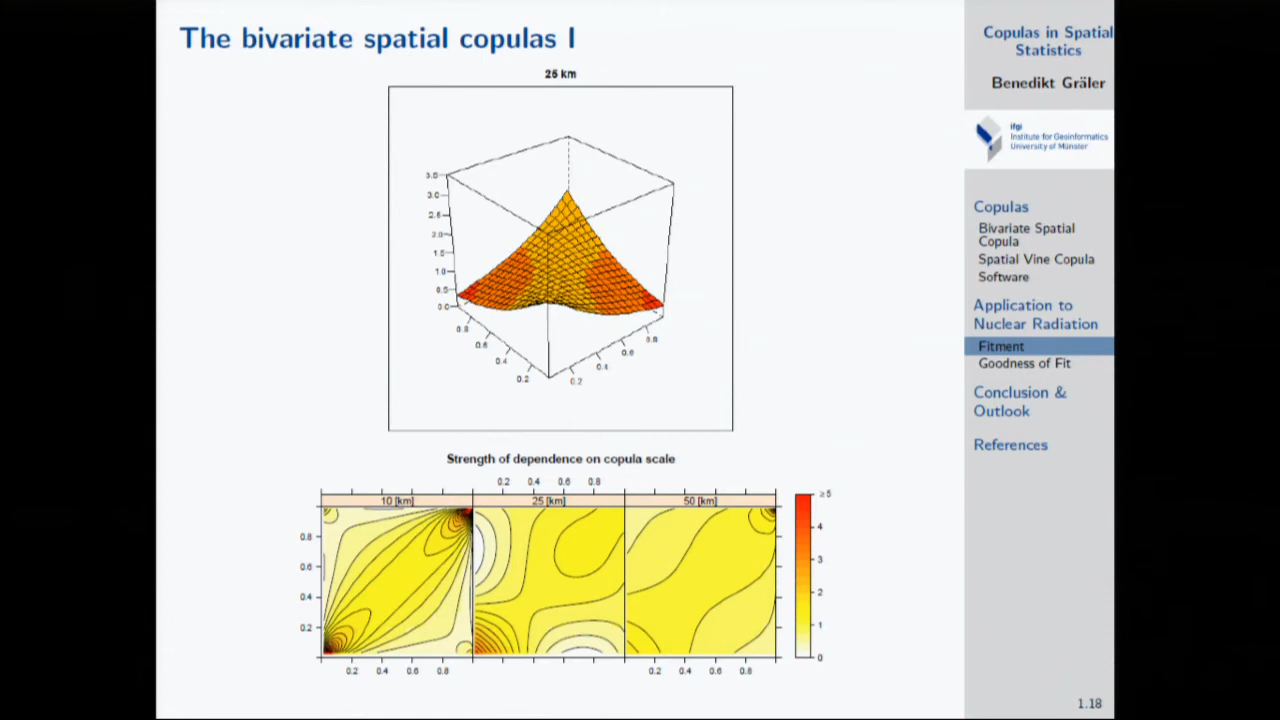 The bivariate spatial copulas I
25 km
3.5
3.0
2.5
2.0
1.5
1.0
0.5
0.0
0.8
0.6
0.4
0.2
0.2
0.4
0.6
0.8
Strength of dependence on copula scale
0.2 0.4 0.6 0.8
10 [km] 25 [km] 50 [km]
0.8
0.6
0.4
0.2
0.2 0.4 0.6 0.8
0.2 0.4 0.6 0.8
≥5
4
3
2
1
0
Copulas in Spatial
Statistics
Benedikt Gräler
ifgi
Institute for Geoinformatics
University of Münster
Copulas
Bivariate Spatial
Copula
Spatial Vine Copula
Software
Application to
Nuclear Radiation
Fitment
Goodness of Fit
Conclusion &
Outlook
References
1.18